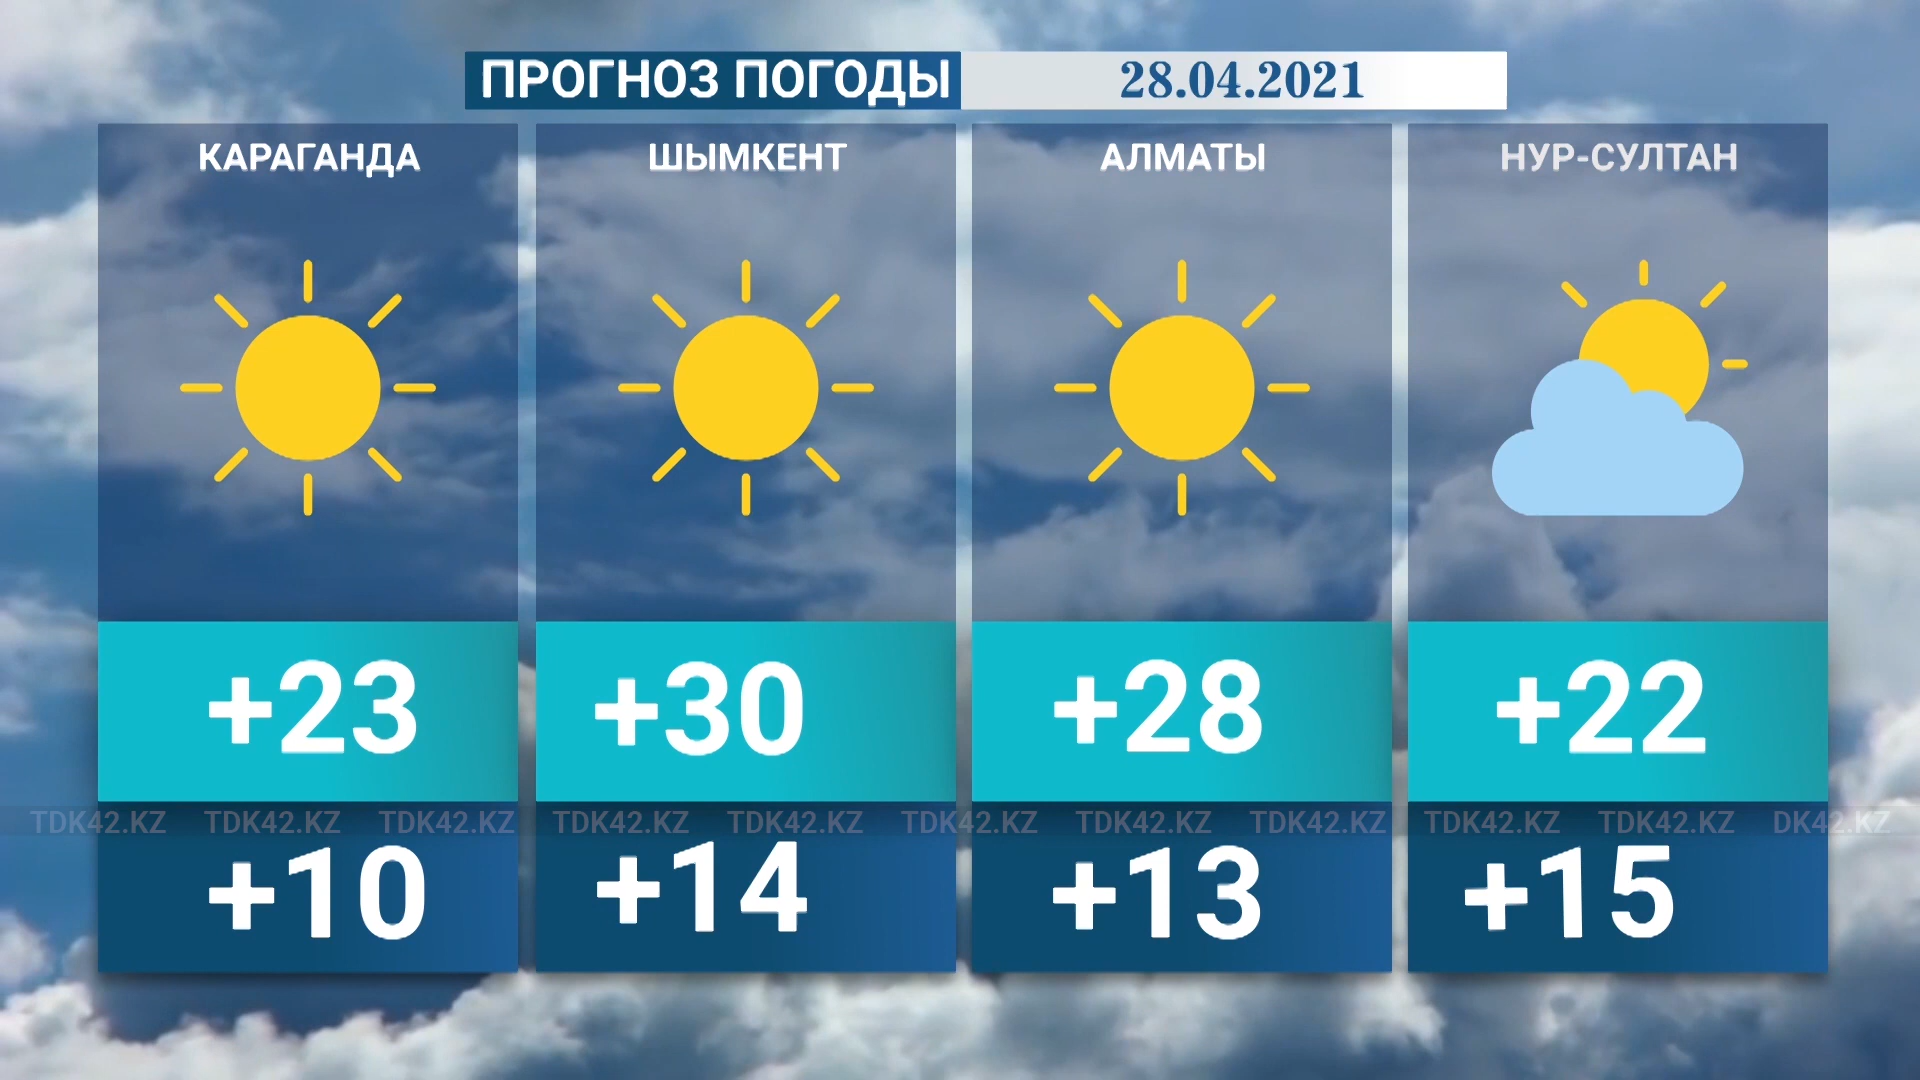 ПРОГНОЗ ПОГОДЫ 28.04.2021
КАРАГАНДА ШЫМКЕНТ АЛМАТЫ НУР-СУЛТАН
+23 +30 +28 +22
TDK42.KZ TDK42.KZ TDK42.KZ TDK42.KZ TDK42.KZ TDK42.KZ TDK42.KZ TDK42.KZ TDK42.KZ TDK42.KZ DK42.KZ
+10 +14 +13 +15